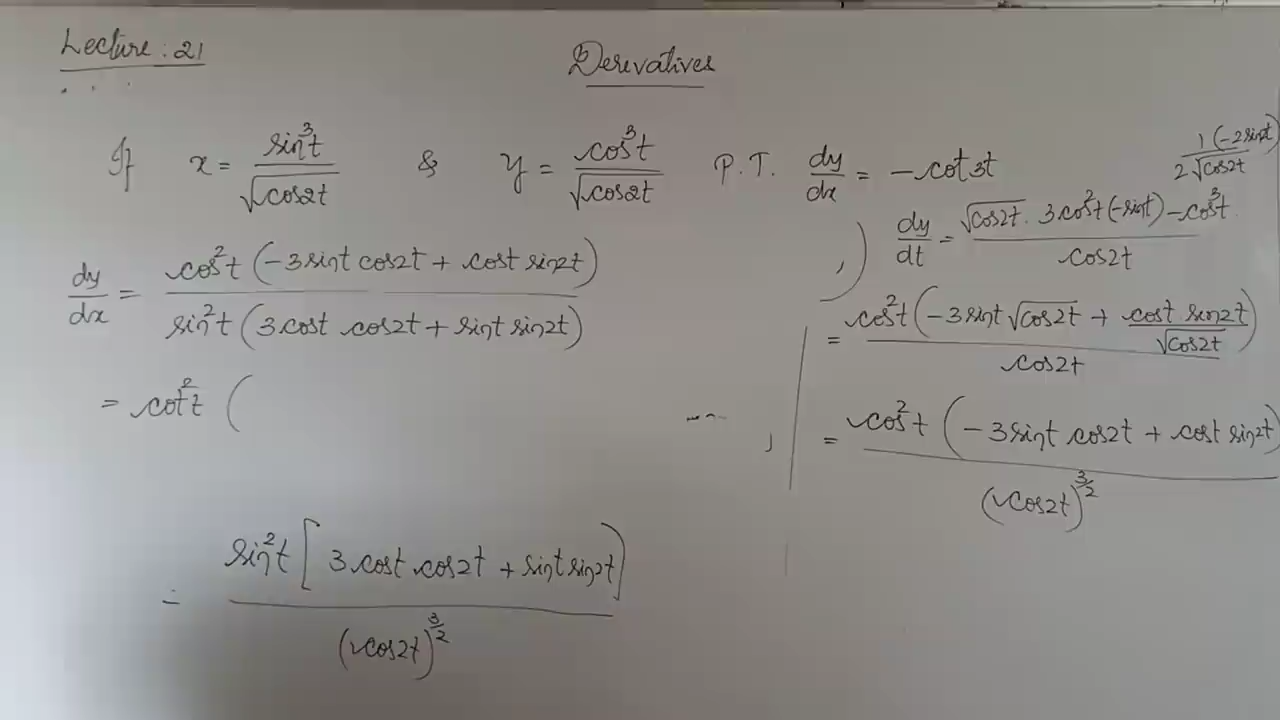 Lecture : 21
Derivatives
If x = sin³t / √cos2t & y = cos³t / √cos2t P.T. dy/dx = -cot3t
1(-2sin2t) / 2√cos2t
dy/dt = √cos2t . 3cos²t(-sint) - cos³t / cos2t
dy/dx = cos²t (-3sint cos2t + cost sin2t) / sin²t (3cost cos2t + sint sin2t)
= cos²t (-3sint √cos2t + cost sin2t / √cos2t) / cos2t
= cot²t (
= cos²t (-3sint cos2t + cost sin2t) / (cos2t)^3/2
= sin²t [3cost cos2t + sint sin2t] / (cos2t)^3/2